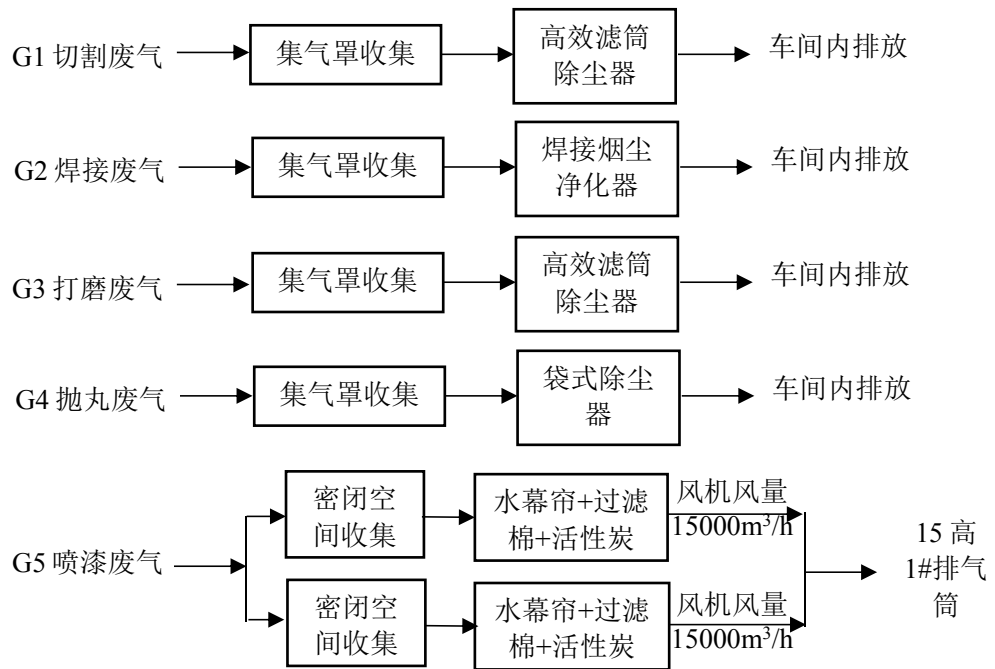 G1 切割废气
集气罩收集
高效滤筒
除尘器
车间内排放
G2 焊接废气
集气罩收集
焊接烟尘
净化器
车间内排放
G3 打磨废气
集气罩收集
高效滤筒
除尘器
车间内排放
G4 抛丸废气
集气罩收集
袋式除尘
器
车间内排放
G5 喷漆废气
密闭空
间收集
水幕帘+过滤
棉+活性炭
风机风量
15000m³/h
密闭空
间收集
水幕帘+过滤
棉+活性炭
风机风量
15000m³/h
15 高
1#排气
筒